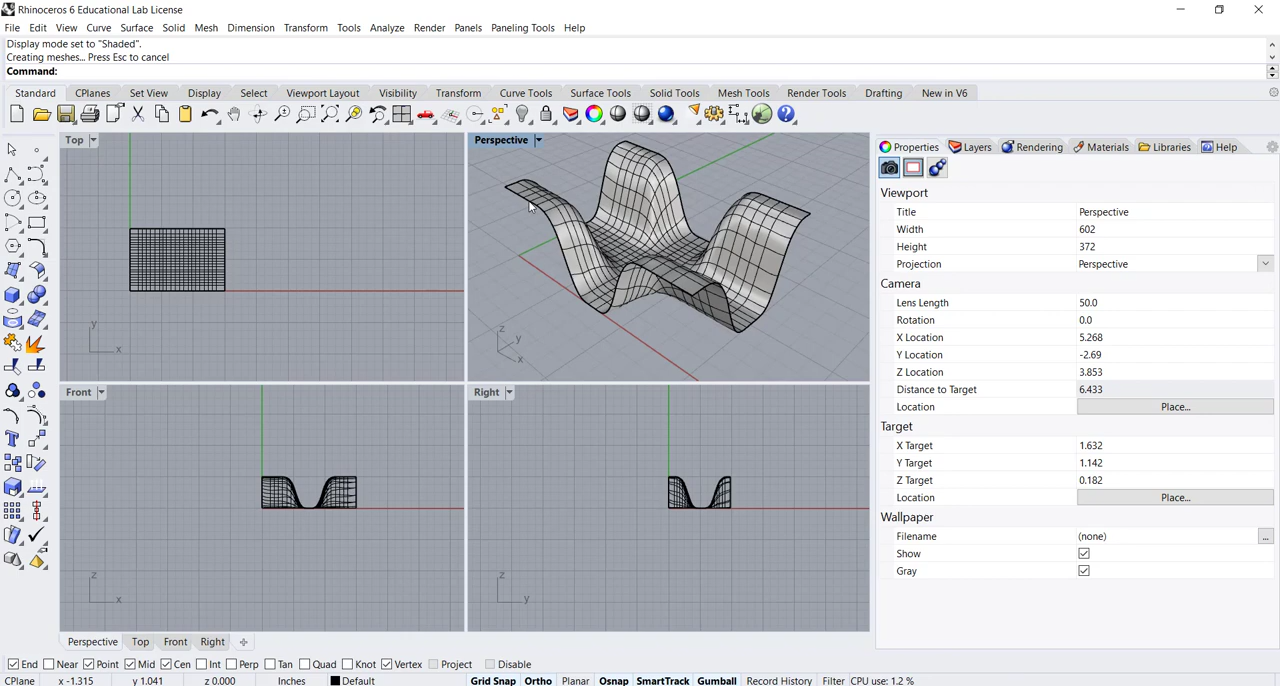 Rhinoceros 6 Educational Lab License
File Edit View Curve Surface Solid Mesh Dimension Transform Tools Analyze Render Panels Paneling Tools Help
Display mode set to "Shaded".
Creating meshes... Press Esc to cancel
Command:
Standard CPlanes Set View Display Select Viewport Layout Visibility Transform Curve Tools Surface Tools Solid Tools Mesh Tools Render Tools Drafting New in V6
Top
y
x
Perspective
z
y
x
Front
z
x
Right
z
y
Properties Layers Rendering Materials Libraries Help
Viewport
Title Perspective
Width 602
Height 372
Projection Perspective
Camera
Lens Length 50.0
Rotation 0.0
X Location 5.268
Y Location -2.69
Z Location 3.853
Distance to Target 6.433
Location Place...
Target
X Target 1.632
Y Target 1.142
Z Target 0.182
Location Place...
Wallpaper
Filename (none) ...
Show
Gray
Perspective Top Front Right
End Near Point Mid Cen Int Perp Tan Quad Knot Vertex Project Disable
CPlane x -1.315 y 1.041 z 0.000 Inches Default Grid Snap Ortho Planar Osnap SmartTrack Gumball Record History Filter CPU use: 1.2 %